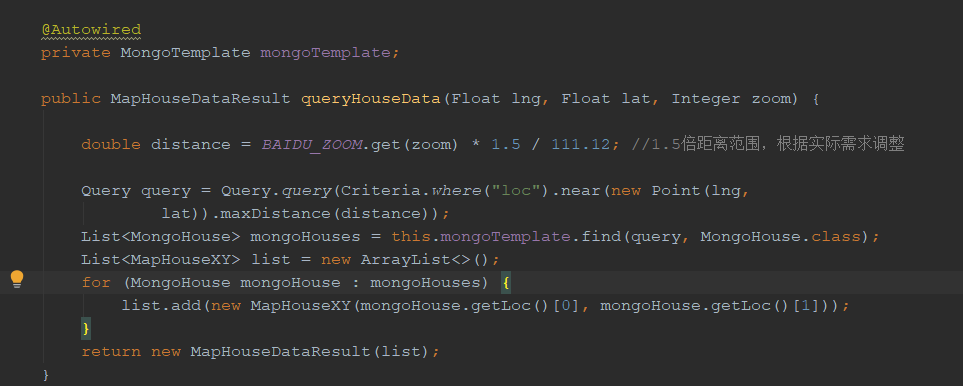 @Autowired
private MongoTemplate mongoTemplate;
public MapHouseDataResult queryHouseData(Float lng, Float lat, Integer zoom) {
double distance = BAIDU_ZOOM.get(zoom) * 1.5 / 111.12; //1.5倍距离范围，根据实际需求调整
Query query = Query.query(Criteria.where("loc").near(new Point(lng,
lat)).maxDistance(distance));
List<MongoHouse> mongoHouses = this.mongoTemplate.find(query, MongoHouse.class);
List<MapHouseXY> list = new ArrayList<>();
for (MongoHouse mongoHouse : mongoHouses) {
list.add(new MapHouseXY(mongoHouse.getLoc()[0], mongoHouse.getLoc()[1]));
}
return new MapHouseDataResult(list);
}